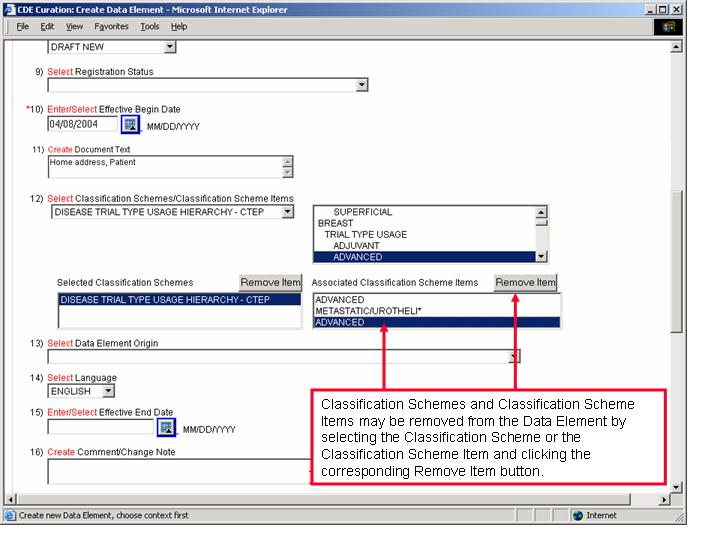 CDE Curation: Create Data Element - Microsoft Internet Explorer
File Edit View Favorites Tools Help
DRAFT NEW
9) Select Registration Status
*10) Enter/Select Effective Begin Date
04/08/2004 MM/DD/YYYY
11) Create Document Text
Home address, Patient
12) Select Classification Schemes/Classification Scheme Items
DISEASE TRIAL TYPE USAGE HIERARCHY - CTEP
SUPERFICIAL
BREAST
TRIAL TYPE USAGE
ADJUVANT
ADVANCED
Selected Classification Schemes Remove Item Associated Classification Scheme Items Remove Item
DISEASE TRIAL TYPE USAGE HIERARCHY - CTEP
ADVANCED
METASTATIC/UROTHELI*
ADVANCED
13) Select Data Element Origin
14) Select Language
ENGLISH
15) Enter/Select Effective End Date
MM/DD/YYYY
16) Create Comment/Change Note
Classification Schemes and Classification Scheme
Items may be removed from the Data Element by
selecting the Classification Scheme or the
Classification Scheme Item and clicking the
corresponding Remove Item button.
Create new Data Element, choose context first Internet